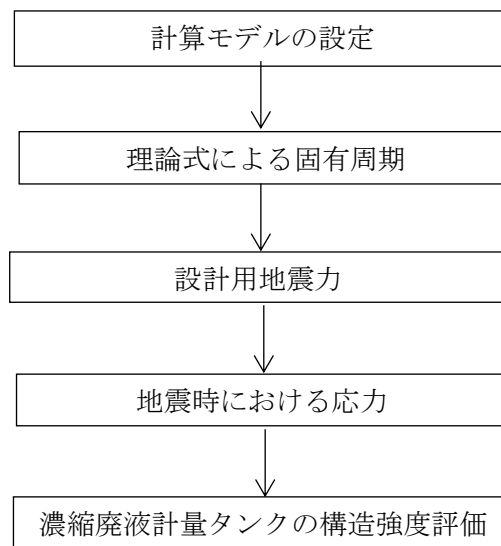 計算モデルの設定
理論式による固有周期
設計用地震力
地震時における応力
濃縮廃液計量タンクの構造強度評価